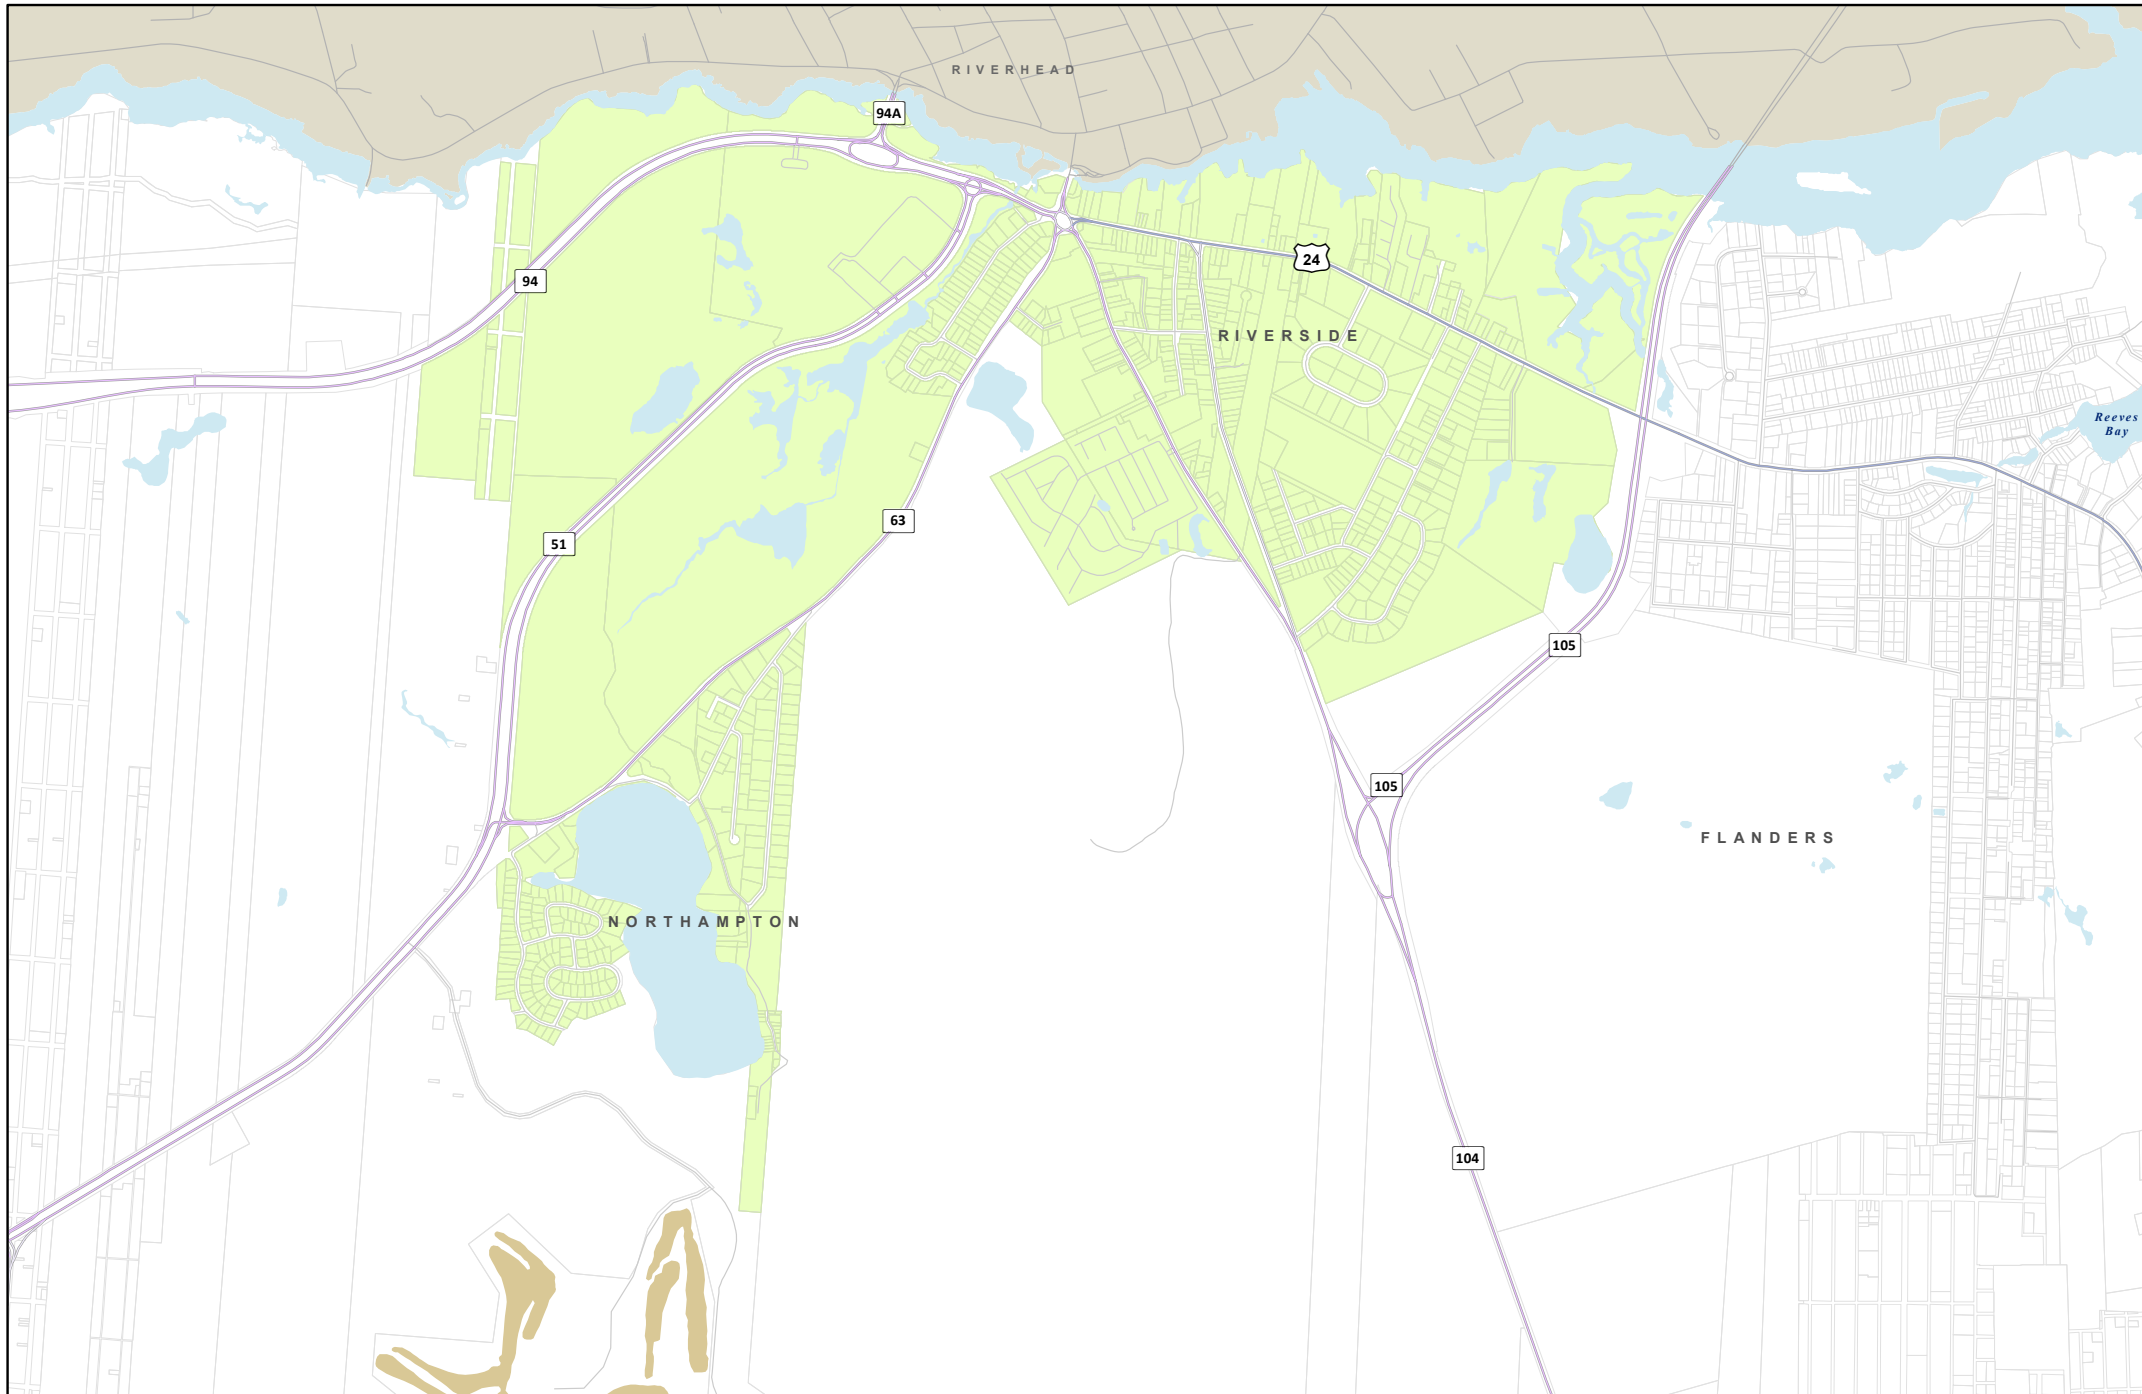 RIVERHEAD
94A
24
94
RIVERSIDE
Reeves
Bay
63
51
105
105
FLANDERS
NORTHAMPTON
104